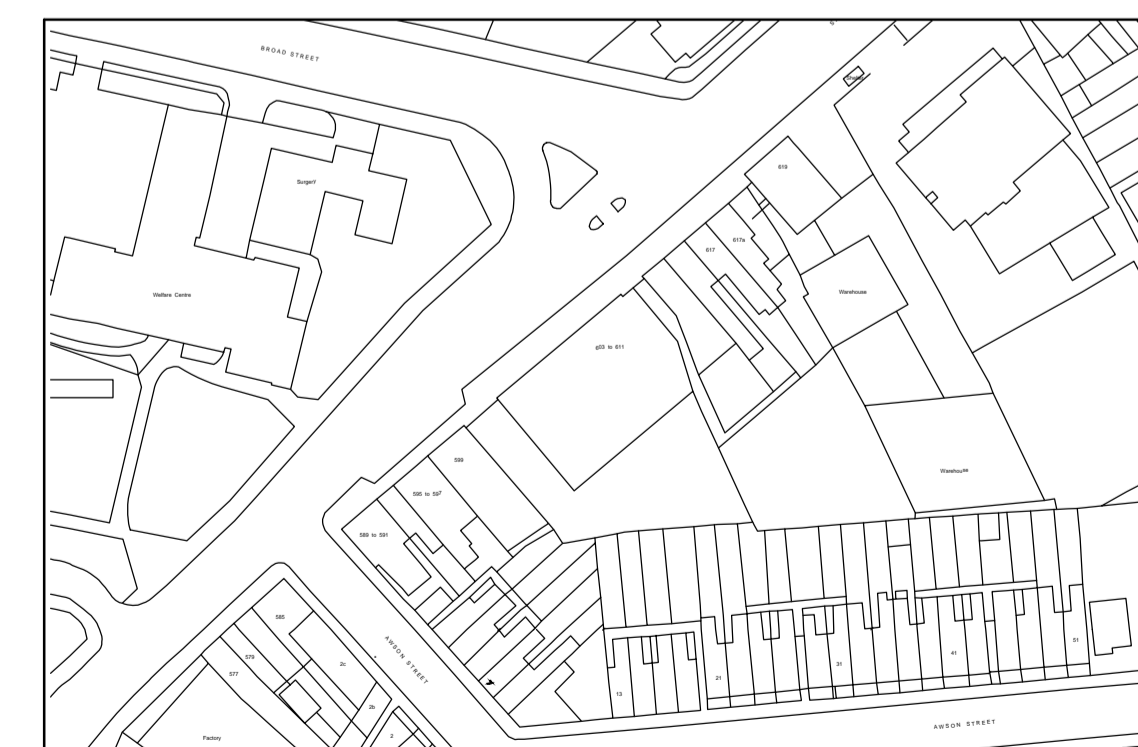 BROAD STREET
Shelter
619
Surgery
617a
617
Welfare Centre
Warehouse
603 to 611
599
Warehouse
595 to 597
589 to 591
585
AWSON STREET
579
2c
577
13
21
31
41
51
2b
2
Factory
AWSON STREET